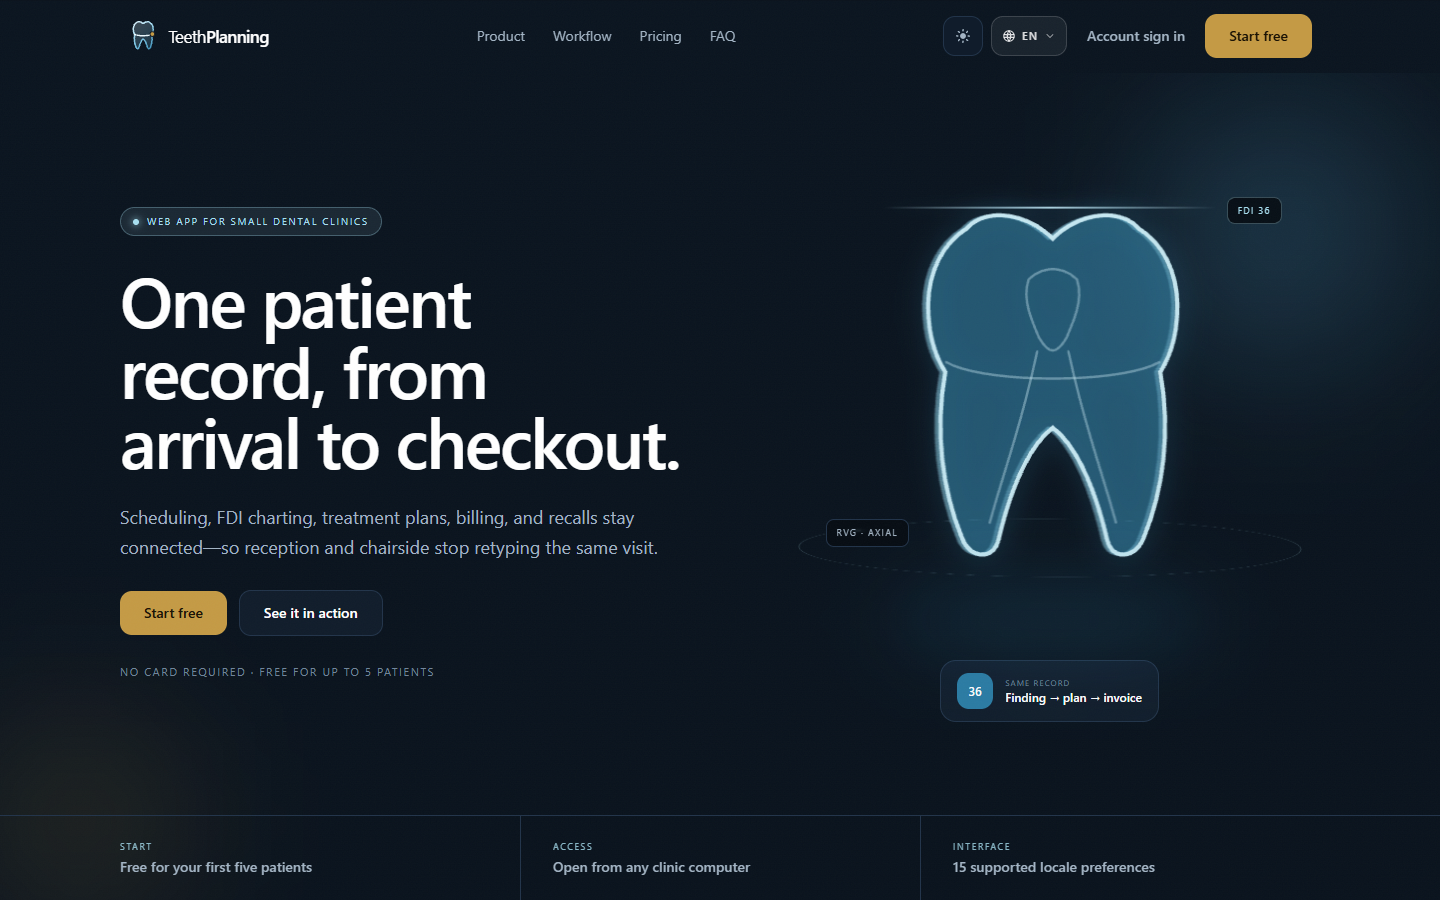 TeethPlanning
Product
Workflow
Pricing
FAQ
EN
Account sign in
Start free
WEB APP FOR SMALL DENTAL CLINICS
One patient
record, from
arrival to checkout.
Scheduling, FDI charting, treatment plans, billing, and recalls stay
connected—so reception and chairside stop retyping the same visit.
Start free
See it in action
NO CARD REQUIRED · FREE FOR UP TO 5 PATIENTS
FDI 36
RVG · AXIAL
36
SAME RECORD
Finding → plan → invoice
START
Free for your first five patients
ACCESS
Open from any clinic computer
INTERFACE
15 supported locale preferences